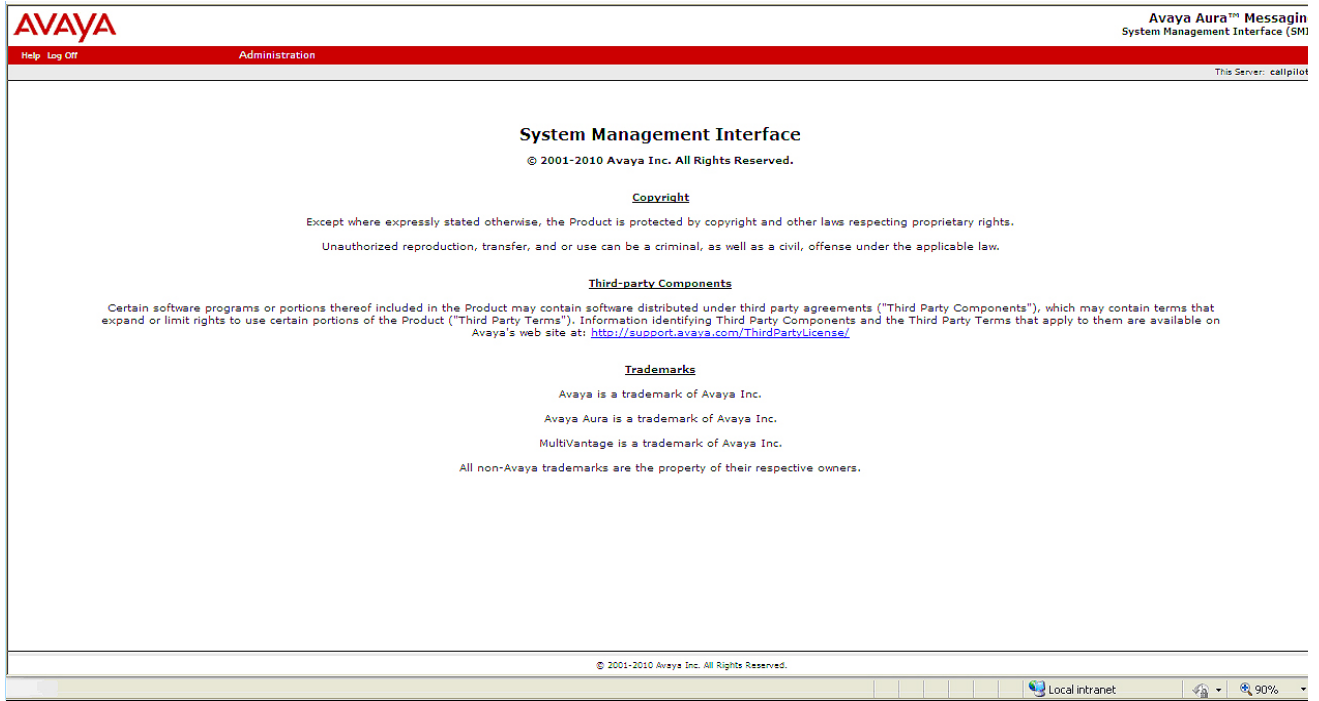 AVAYA
Avaya Aura™ Messagin
System Management Interface (SMI
Help Log Off Administration
This Server: callpilot
System Management Interface
© 2001-2010 Avaya Inc. All Rights Reserved.
Copyright
Except where expressly stated otherwise, the Product is protected by copyright and other laws respecting proprietary rights.
Unauthorized reproduction, transfer, and or use can be a criminal, as well as a civil, offense under the applicable law.
Third-party Components
Certain software programs or portions thereof included in the Product may contain software distributed under third party agreements ("Third Party Components"), which may contain terms that
expand or limit rights to use certain portions of the Product ("Third Party Terms"). Information identifying Third Party Components and the Third Party Terms that apply to them are available on
Avaya's web site at: http://support.avaya.com/ThirdPartyLicense/
Trademarks
Avaya is a trademark of Avaya Inc.
Avaya Aura is a trademark of Avaya Inc.
MultiVantage is a trademark of Avaya Inc.
All non-Avaya trademarks are the property of their respective owners.
© 2001-2010 Avaya Inc. All Rights Reserved.
Local intranet 90%